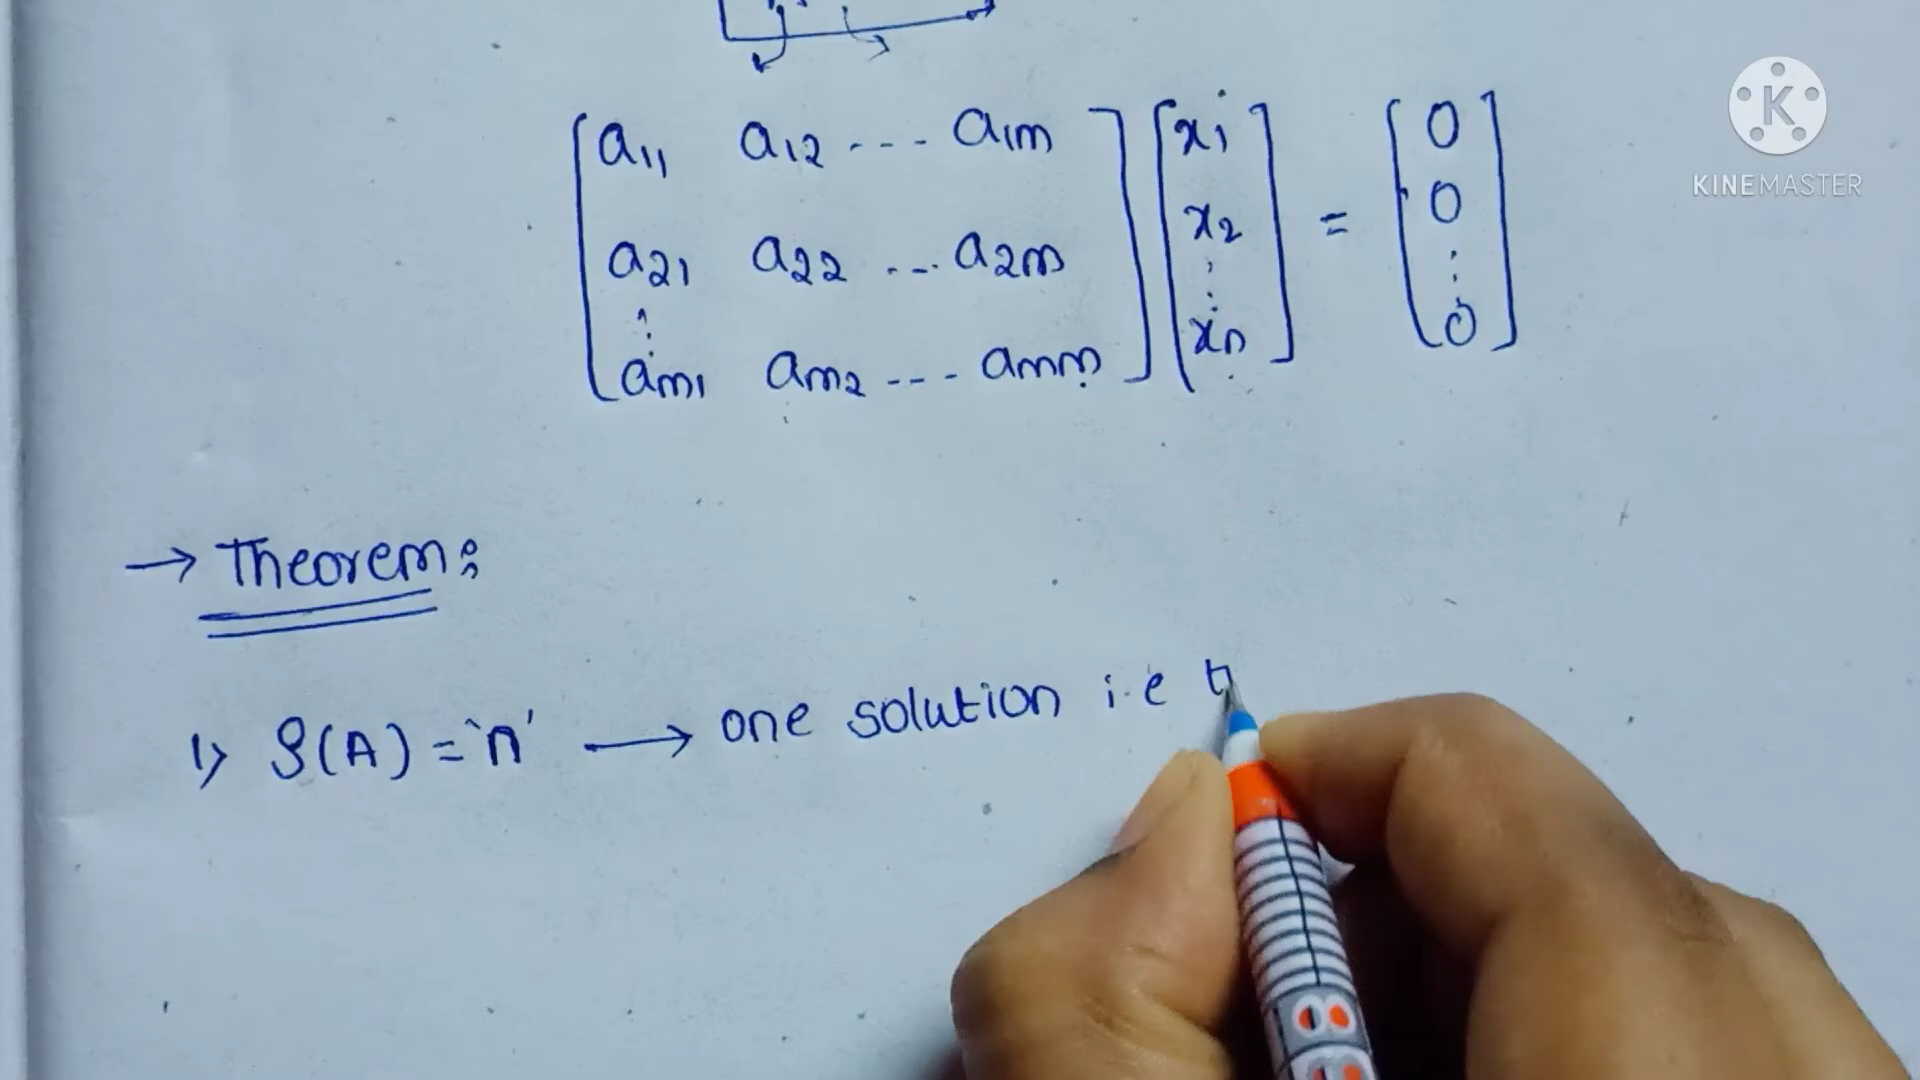 a11 a12 --- a1m x1 0
KINEMASTER
a21 a22 ... a2m x2 = 0
⋮ ⋮ ⋮
am1 am2 --- amm xn 0
→ Theorem:
1) ρ(A) = 'n' → one solution i.e t